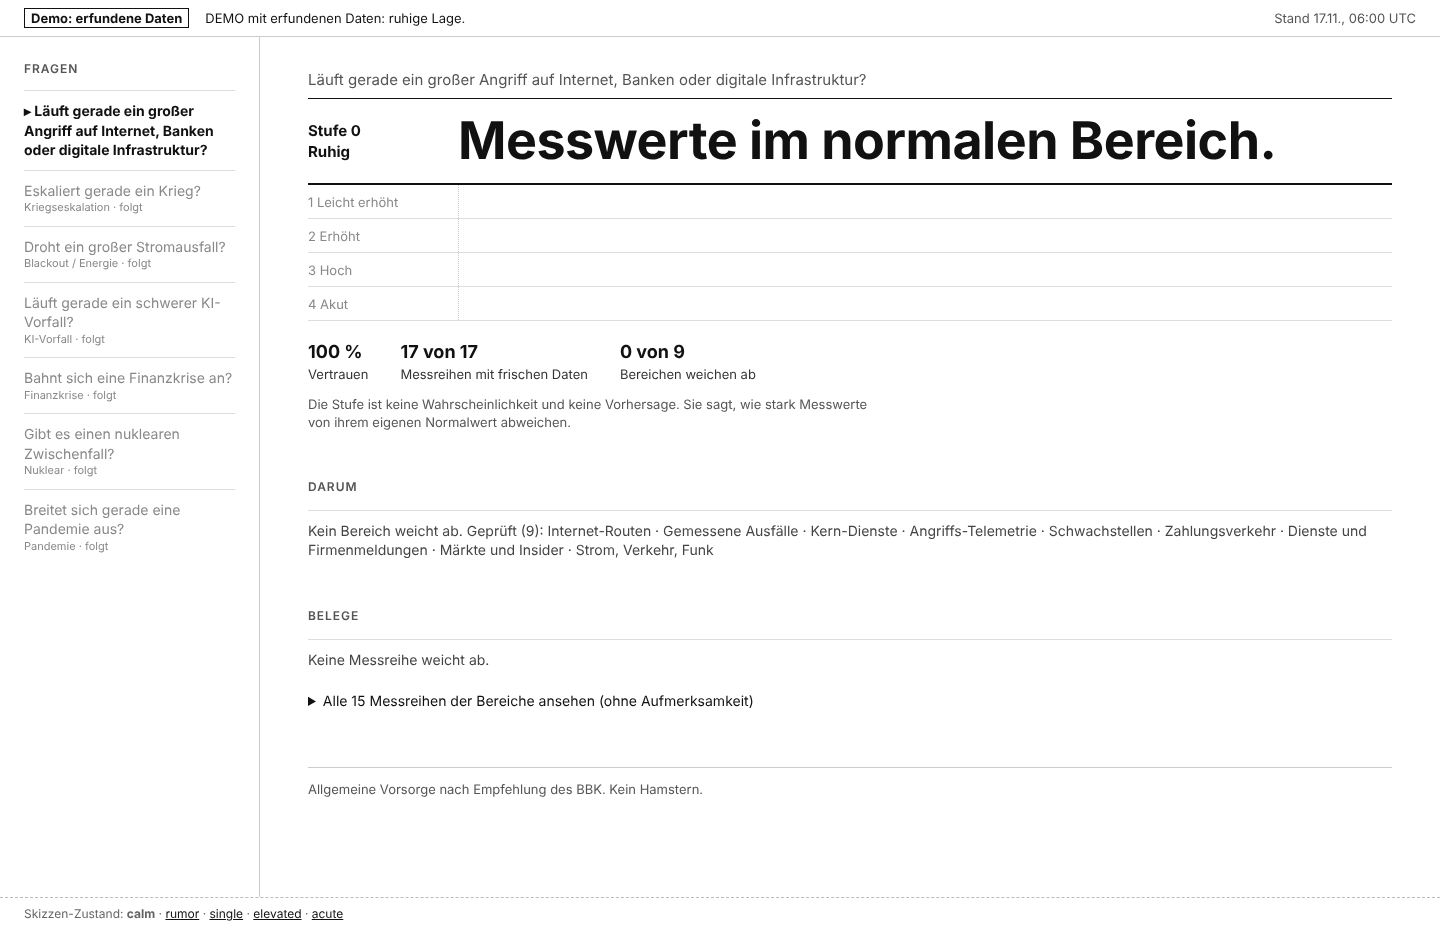 Demo: erfundene Daten
DEMO mit erfundenen Daten: ruhige Lage.
Stand 17.11., 06:00 UTC
FRAGEN
▸ Läuft gerade ein großer
Angriff auf Internet, Banken
oder digitale Infrastruktur?
Eskaliert gerade ein Krieg?
Kriegseskalation · folgt
Droht ein großer Stromausfall?
Blackout / Energie · folgt
Läuft gerade ein schwerer KI-
Vorfall?
KI-Vorfall · folgt
Bahnt sich eine Finanzkrise an?
Finanzkrise · folgt
Gibt es einen nuklearen
Zwischenfall?
Nuklear · folgt
Breitet sich gerade eine
Pandemie aus?
Pandemie · folgt
Läuft gerade ein großer Angriff auf Internet, Banken oder digitale Infrastruktur?
Stufe 0
Ruhig
Messwerte im normalen Bereich.
1 Leicht erhöht
2 Erhöht
3 Hoch
4 Akut
100 %
Vertrauen
17 von 17
Messreihen mit frischen Daten
0 von 9
Bereichen weichen ab
Die Stufe ist keine Wahrscheinlichkeit und keine Vorhersage. Sie sagt, wie stark Messwerte
von ihrem eigenen Normalwert abweichen.
DARUM
Kein Bereich weicht ab. Geprüft (9): Internet-Routen · Gemessene Ausfälle · Kern-Dienste · Angriffs-Telemetrie · Schwachstellen · Zahlungsverkehr · Dienste und
Firmenmeldungen · Märkte und Insider · Strom, Verkehr, Funk
BELEGE
Keine Messreihe weicht ab.
▶ Alle 15 Messreihen der Bereiche ansehen (ohne Aufmerksamkeit)
Allgemeine Vorsorge nach Empfehlung des BBK. Kein Hamstern.
Skizzen-Zustand: calm · rumor · single · elevated · acute